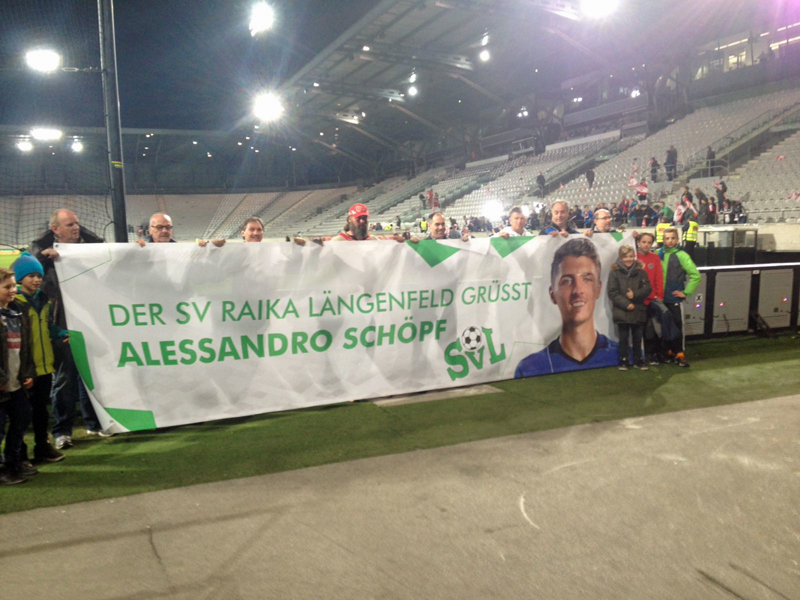 DER SV RAIKA LÄNGENFELD GRÜSST
ALESSANDRO SCHÖPF
SVL